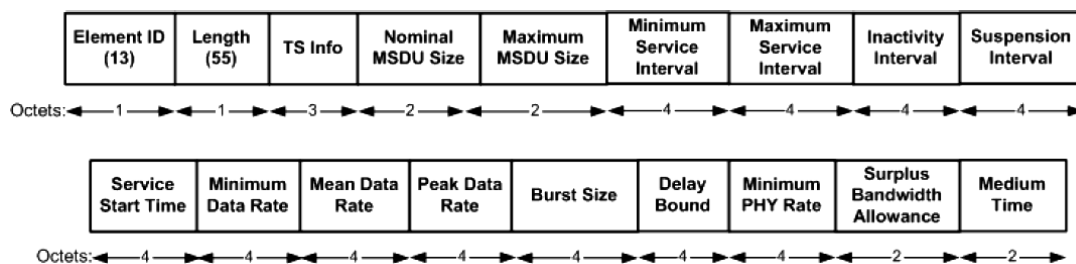 Element ID (13) Length (55) TS Info Nominal MSDU Size Maximum MSDU Size Minimum Service Interval Maximum Service Interval Inactivity Interval Suspension Interval
Octets: 1 1 3 2 2 4 4 4 4
Service Start Time Minimum Data Rate Mean Data Rate Peak Data Rate Burst Size Delay Bound Minimum PHY Rate Surplus Bandwidth Allowance Medium Time
Octets: 4 4 4 4 4 4 4 2 2